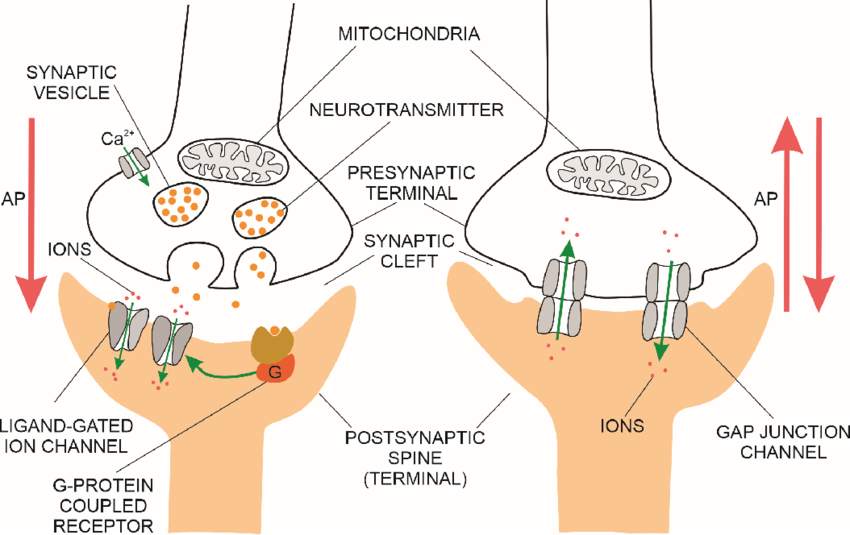 MITOCHONDRIA
SYNAPTIC
VESICLE
NEUROTRANSMITTER
Ca²⁺
PRESYNAPTIC
TERMINAL
AP
AP
SYNAPTIC
CLEFT
IONS
G
LIGAND-GATED
ION CHANNEL
POSTSYNAPTIC
SPINE
(TERMINAL)
IONS
GAP JUNCTION
CHANNEL
G-PROTEIN
COUPLED
RECEPTOR